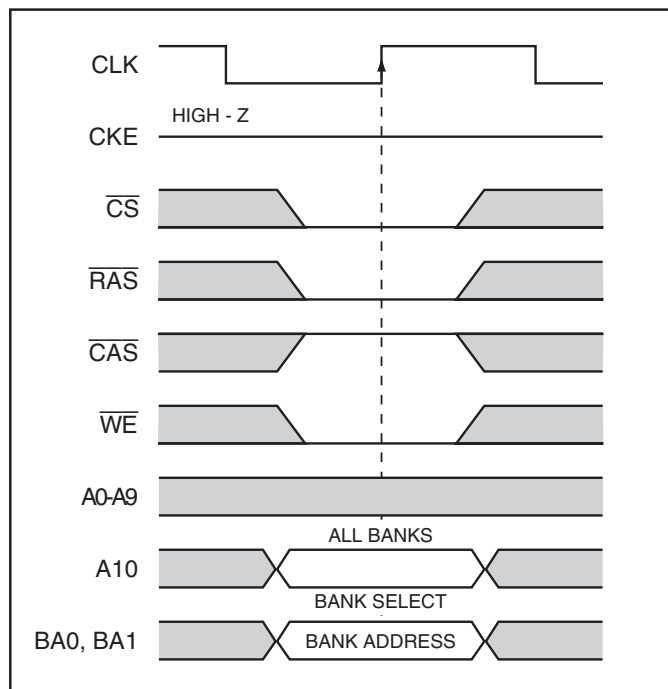 CLK
HIGH - Z
CKE
CS
RAS
CAS
WE
A0-A9
ALL BANKS
A10
BANK SELECT
BA0, BA1
BANK ADDRESS